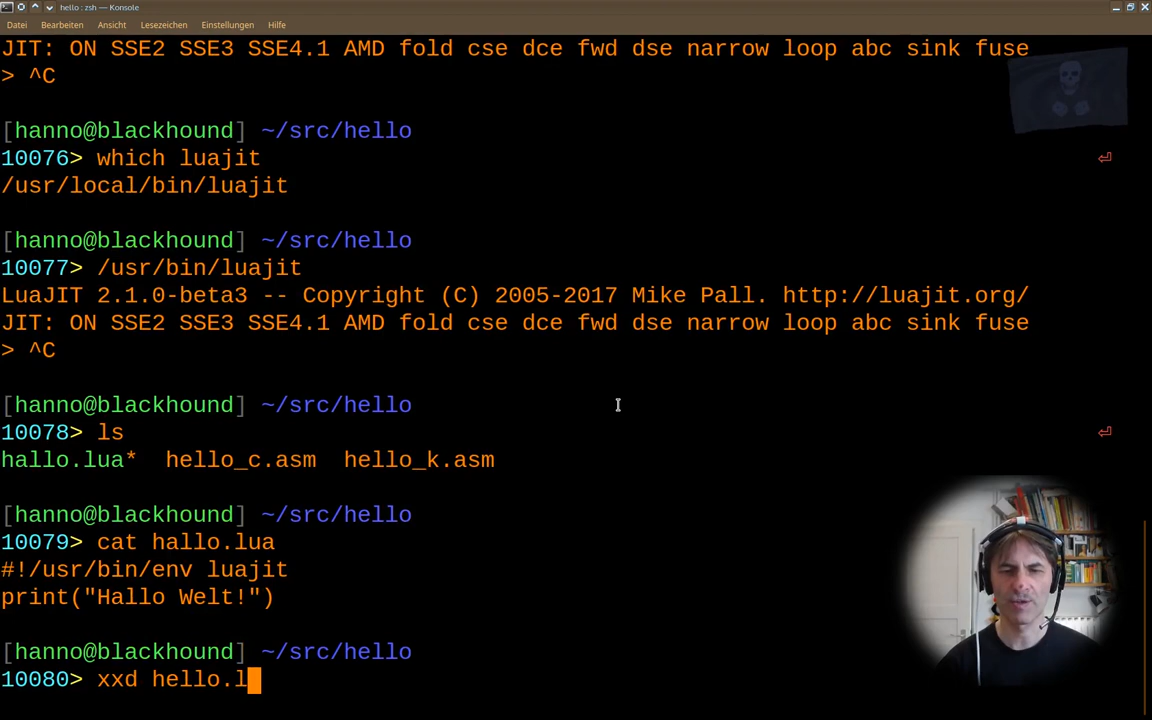 hello : zsh — Konsole
Datei Bearbeiten Ansicht Lesezeichen Einstellungen Hilfe
JIT: ON SSE2 SSE3 SSE4.1 AMD fold cse dce fwd dse narrow loop abc sink fuse
> ^C
[hanno@blackhound] ~/src/hello
10076> which luajit
/usr/local/bin/luajit
[hanno@blackhound] ~/src/hello
10077> /usr/bin/luajit
LuaJIT 2.1.0-beta3 -- Copyright (C) 2005-2017 Mike Pall. http://luajit.org/
JIT: ON SSE2 SSE3 SSE4.1 AMD fold cse dce fwd dse narrow loop abc sink fuse
> ^C
[hanno@blackhound] ~/src/hello
10078> ls
hallo.lua* hello_c.asm hello_k.asm
[hanno@blackhound] ~/src/hello
10079> cat hallo.lua
#!/usr/bin/env luajit
print("Hallo Welt!")
[hanno@blackhound] ~/src/hello
10080> xxd hello.l